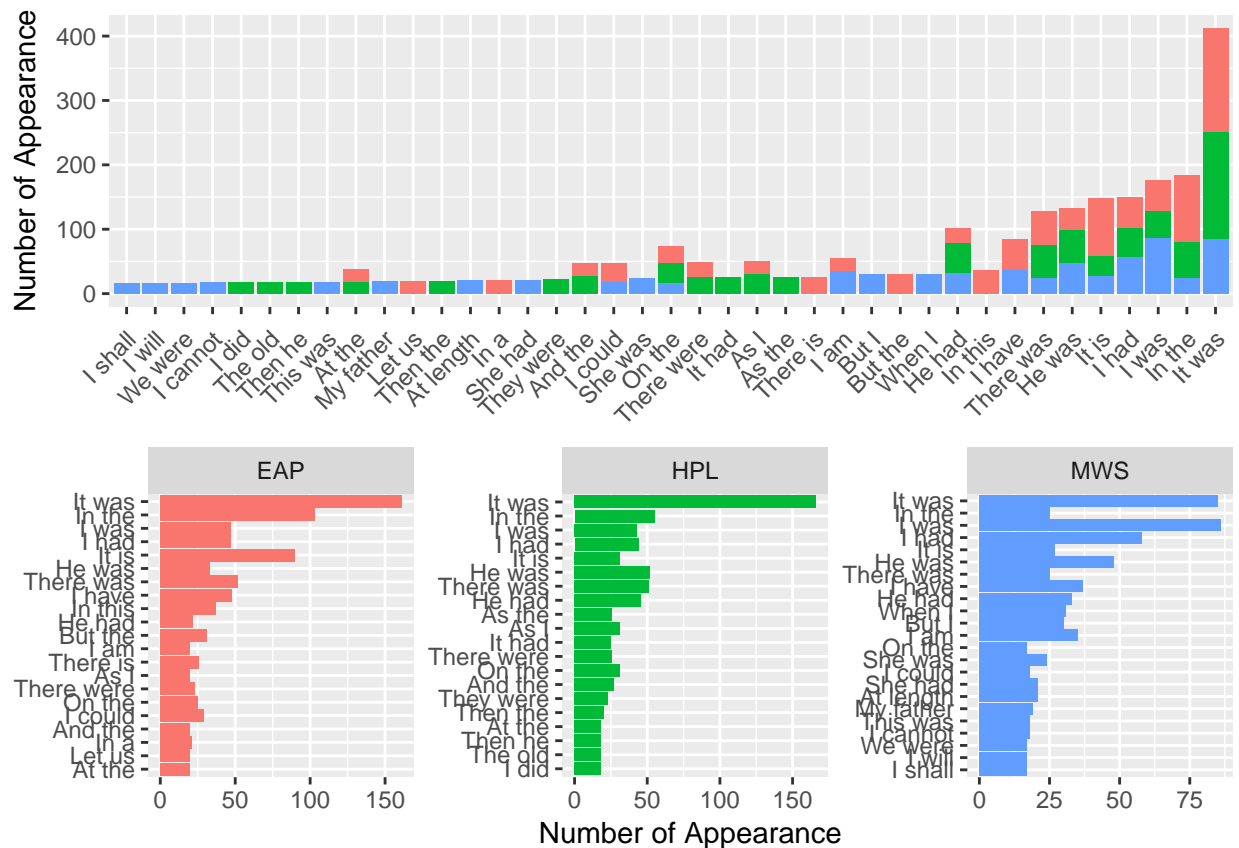 Number of Appearance
400
300
200
100
0
I shall
I will
We were
I cannot
I did
The old
Then he
This was
At the
My father
Let us
Then the
At length
In a
She had
They were
And the
I could
She was
On the
There were
It had
As I
As the
There is
I am
But I
But the
When I
He had
In this
I have
There was
He was
It is
I had
I was
In the
It was
EAP
It was
In the
I was
I had
It is
He was
There was
I have
In this
He had
But the
I am
There is
As I
There were
On the
I could
And the
In a
Let us
At the
0 50 100 150
HPL
It was
In the
I was
I had
It is
He was
There was
He had
As the
As I
It had
There were
On the
And the
They were
Then the
At the
Then he
The old
I did
0 50 100 150
MWS
It was
In the
I was
I had
It is
He was
There was
I have
He had
When I
But I
I am
On the
She was
I could
She had
At length
My father
This was
I cannot
We were
I will
I shall
0 25 50 75
Number of Appearance